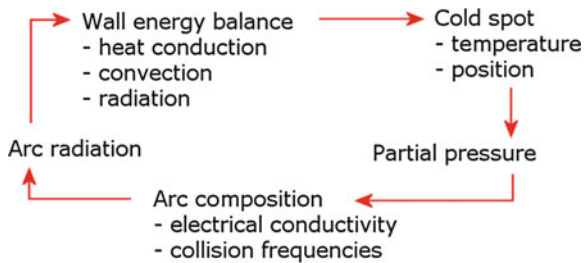 Wall energy balance
- heat conduction
- convection
- radiation
Cold spot
- temperature
- position
Partial pressure
Arc composition
- electrical conductivity
- collision frequencies
Arc radiation